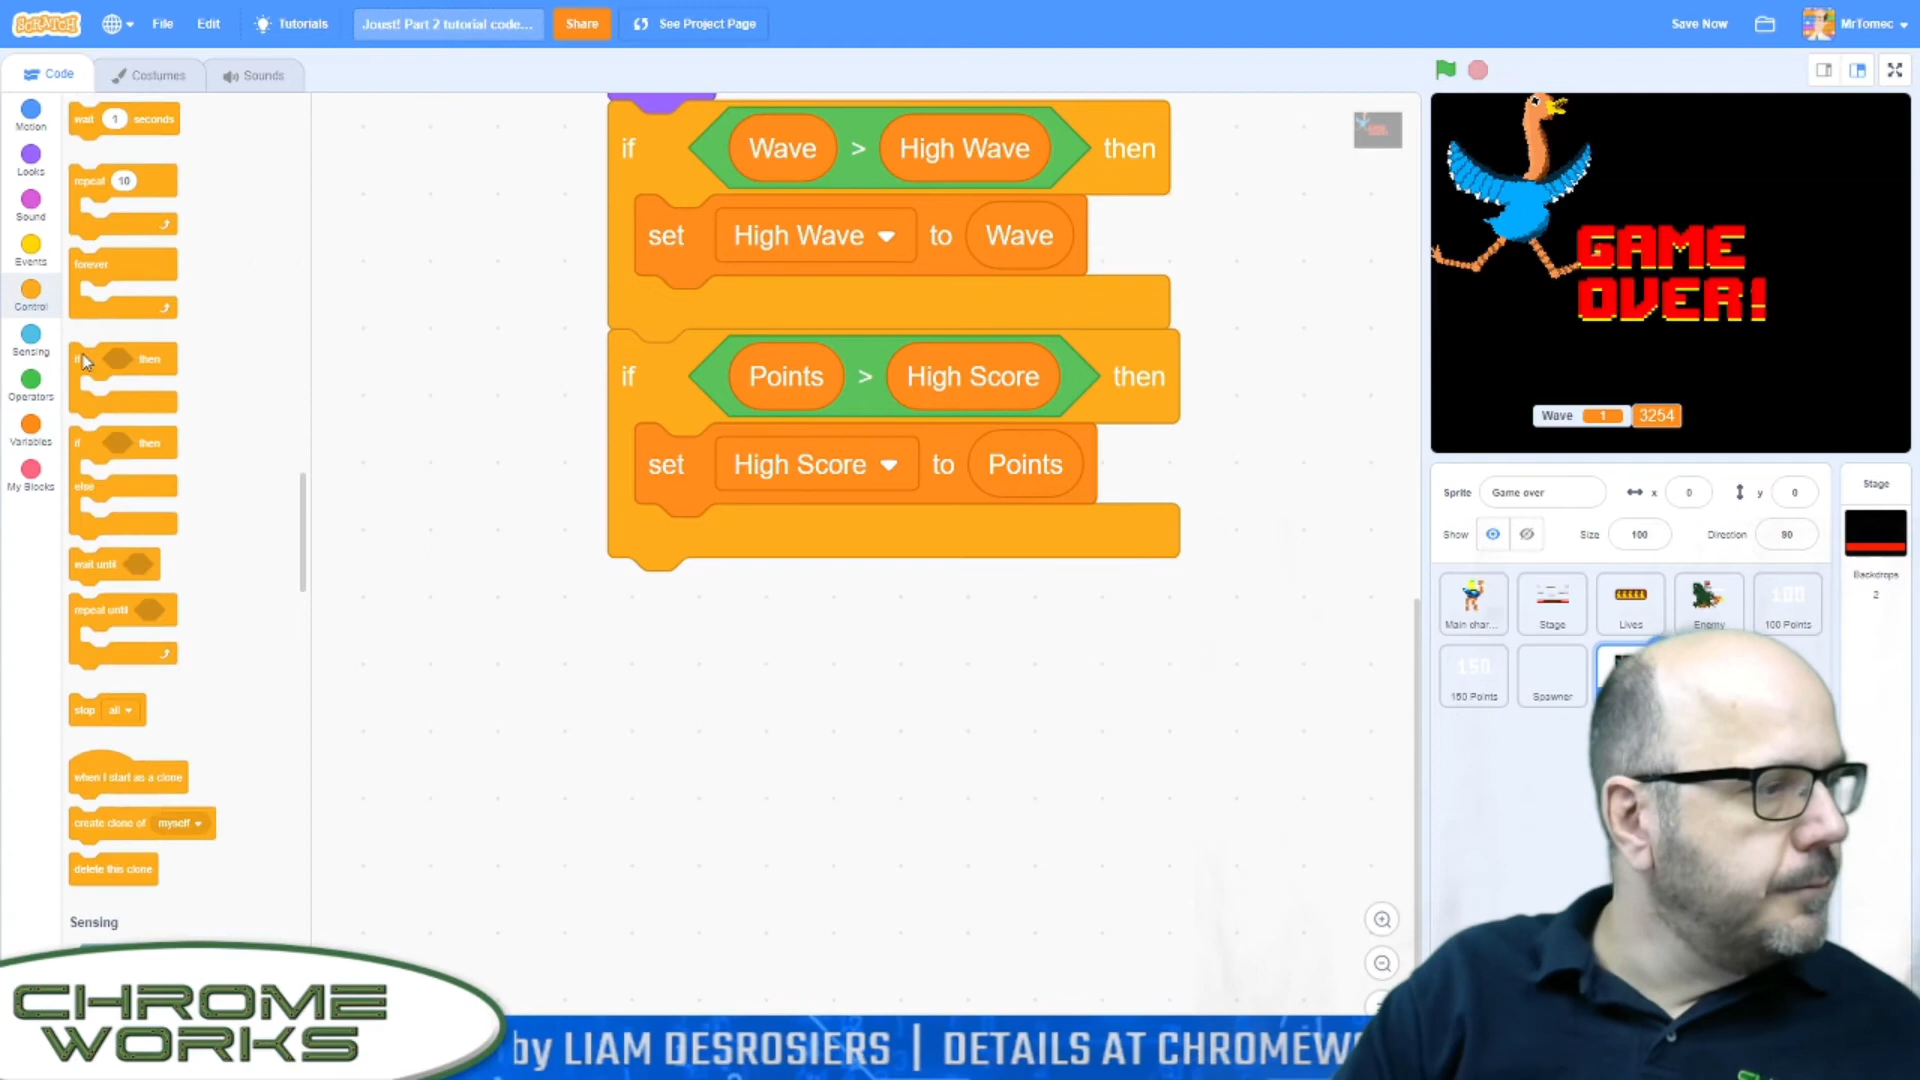 SCRATCH
File
Edit
Tutorials
Joust! Part 2 tutorial code...
Share
See Project Page
Save Now
MrTomec
Code
Costumes
Sounds
Motion
Looks
Sound
Events
Control
Sensing
Operators
Variables
My Blocks
wait 1 seconds
repeat 10
forever
if then
if then
else
wait until
repeat until
stop all
when I start as a clone
create clone of myself
delete this clone
Sensing
if Wave > High Wave then
set High Wave to Wave
if Points > High Score then
set High Score to Points
GAME
OVER!
Wave 1 3254
Sprite Game over x 0 y 0
Show Size 100 Direction 90
Stage
Backdrops
2
Main char...
Stage
Lives
Enemy
100
100 Points
150
150 Points
Spawner
CHROME
WORKS
by LIAM DESROSIERS | DETAILS AT CHROMEW